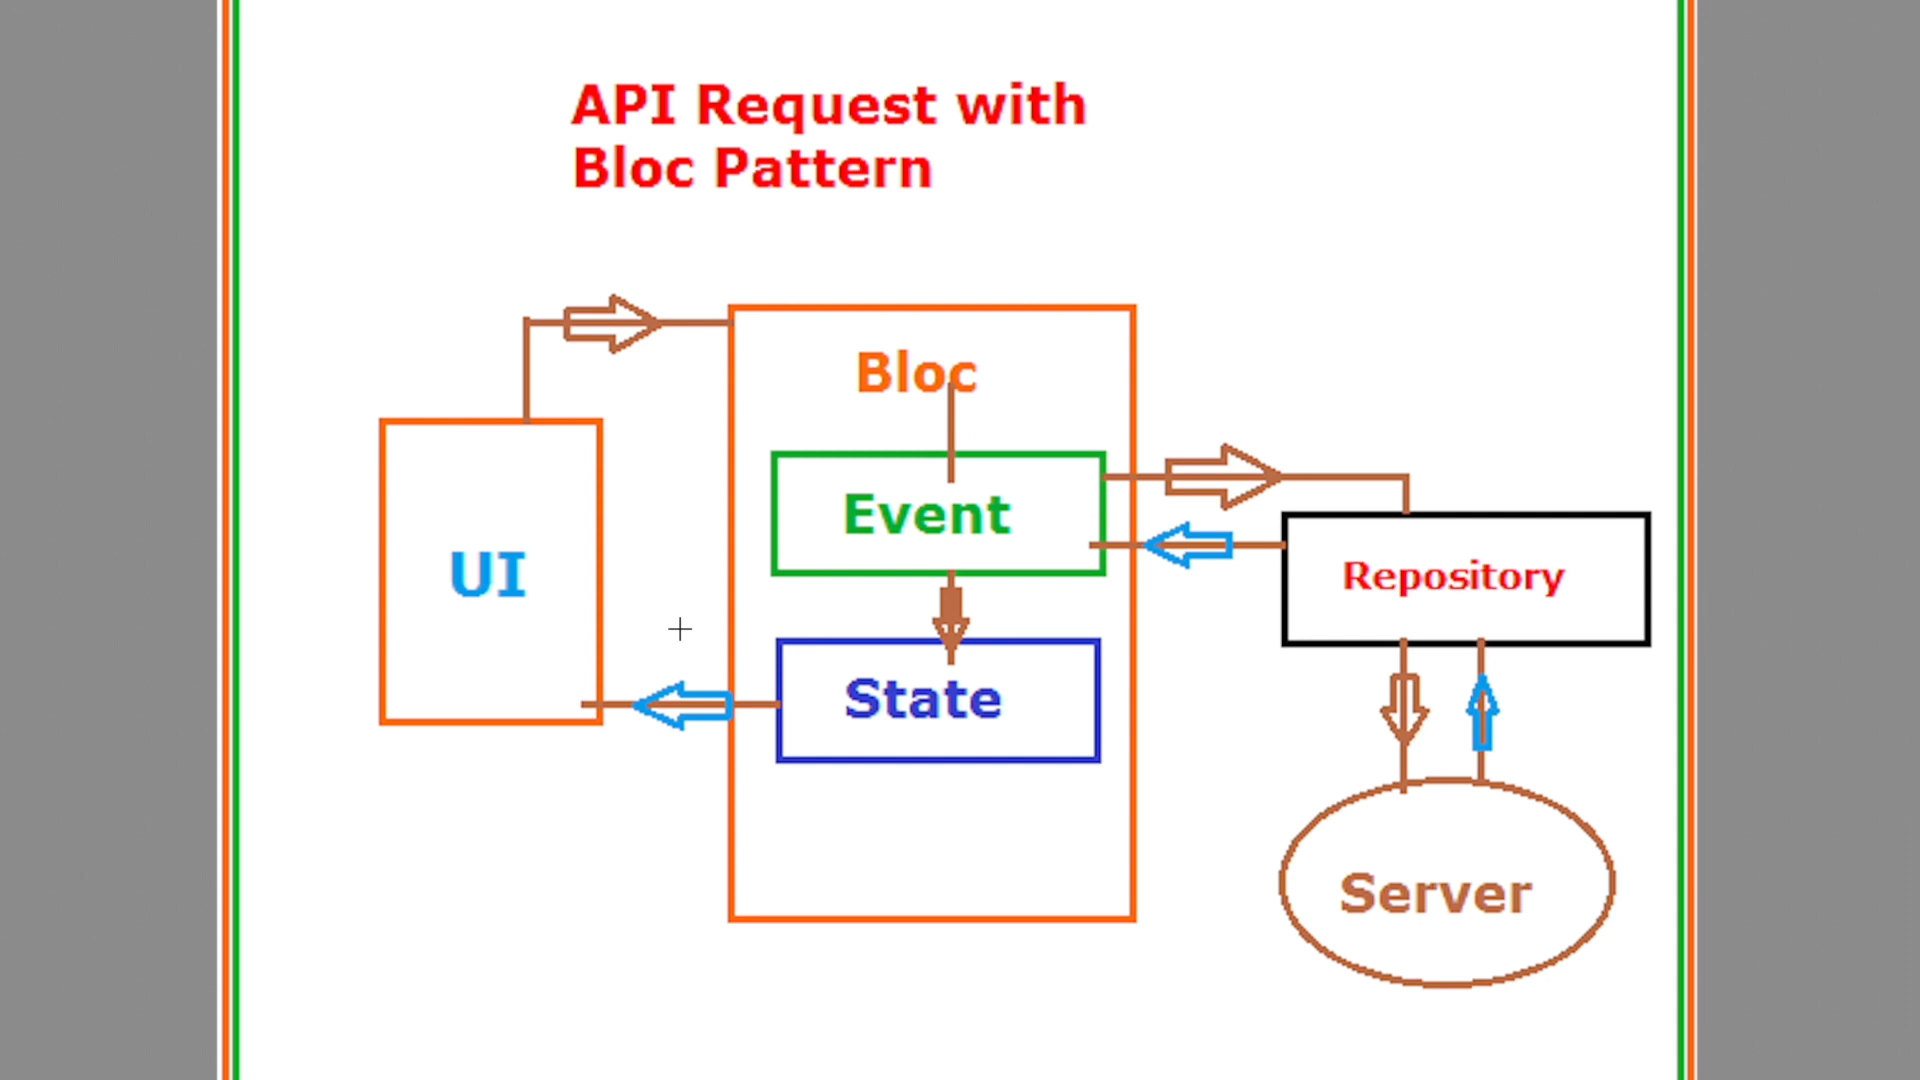 API Request with
Bloc Pattern
Bloc
Event
UI
Repository
State
Server